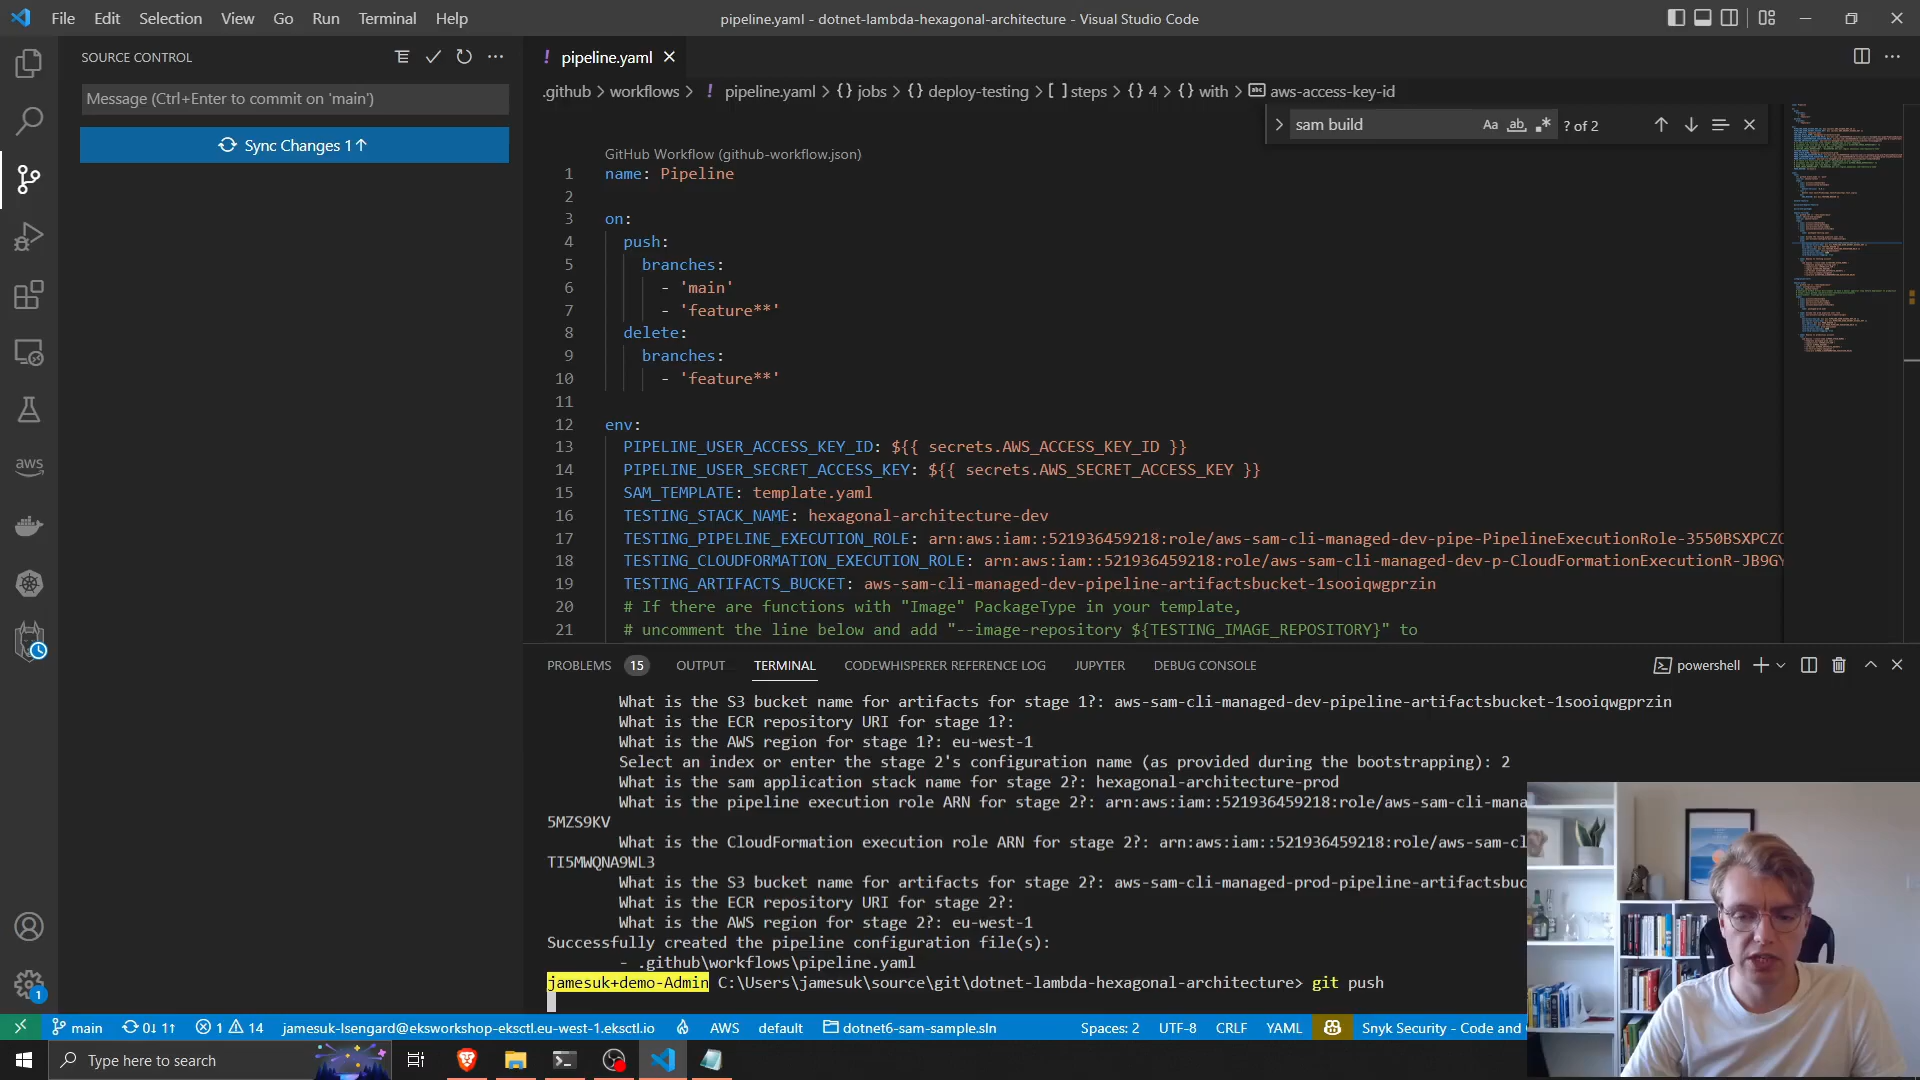 File Edit Selection View Go Run Terminal Help
pipeline.yaml - dotnet-lambda-hexagonal-architecture - Visual Studio Code
SOURCE CONTROL
Message (Ctrl+Enter to commit on 'main')
Sync Changes 1↑
aws
! pipeline.yaml
.github > workflows > ! pipeline.yaml > {} jobs > {} deploy-testing > [ ] steps > {} 4 > {} with > abc aws-access-key-id
sam build Aa ab ? of 2
GitHub Workflow (github-workflow.json)
1 name: Pipeline
2
3 on:
4 push:
5 branches:
6 - 'main'
7 - 'feature**'
8 delete:
9 branches:
10 - 'feature**'
11
12 env:
13 PIPELINE_USER_ACCESS_KEY_ID: ${{ secrets.AWS_ACCESS_KEY_ID }}
14 PIPELINE_USER_SECRET_ACCESS_KEY: ${{ secrets.AWS_SECRET_ACCESS_KEY }}
15 SAM_TEMPLATE: template.yaml
16 TESTING_STACK_NAME: hexagonal-architecture-dev
17 TESTING_PIPELINE_EXECUTION_ROLE: arn:aws:iam::521936459218:role/aws-sam-cli-managed-dev-pipe-PipelineExecutionRole-3550BSXPCZC
18 TESTING_CLOUDFORMATION_EXECUTION_ROLE: arn:aws:iam::521936459218:role/aws-sam-cli-managed-dev-p-CloudFormationExecutionR-JB9GY
19 TESTING_ARTIFACTS_BUCKET: aws-sam-cli-managed-dev-pipeline-artifactsbucket-1sooiqwgprzin
20 # If there are functions with "Image" PackageType in your template,
21 # uncomment the line below and add "--image-repository ${TESTING_IMAGE_REPOSITORY}" to
PROBLEMS 15 OUTPUT TERMINAL CODEWHISPERER REFERENCE LOG JUPYTER DEBUG CONSOLE powershell
What is the S3 bucket name for artifacts for stage 1?: aws-sam-cli-managed-dev-pipeline-artifactsbucket-1sooiqwgprzin
What is the ECR repository URI for stage 1?:
What is the AWS region for stage 1?: eu-west-1
Select an index or enter the stage 2's configuration name (as provided during the bootstrapping): 2
What is the sam application stack name for stage 2?: hexagonal-architecture-prod
What is the pipeline execution role ARN for stage 2?: arn:aws:iam::521936459218:role/aws-sam-cli-mana
5MZS9KV
What is the CloudFormation execution role ARN for stage 2?: arn:aws:iam::521936459218:role/aws-sam-cl
TI5MWQNA9WL3
What is the S3 bucket name for artifacts for stage 2?: aws-sam-cli-managed-prod-pipeline-artifactsbuc
What is the ECR repository URI for stage 2?:
What is the AWS region for stage 2?: eu-west-1
Successfully created the pipeline configuration file(s):
- .github\workflows\pipeline.yaml
jamesuk+demo-Admin C:\Users\jamesuk\source\git\dotnet-lambda-hexagonal-architecture> git push
1
main 0↓ 1↑ 1 14 jamesuk-lsengard@eksworkshop-eksctl.eu-west-1.eksctl.io AWS default dotnet6-sam-sample.sln Spaces: 2 UTF-8 CRLF YAML Snyk Security - Code and
Type here to search